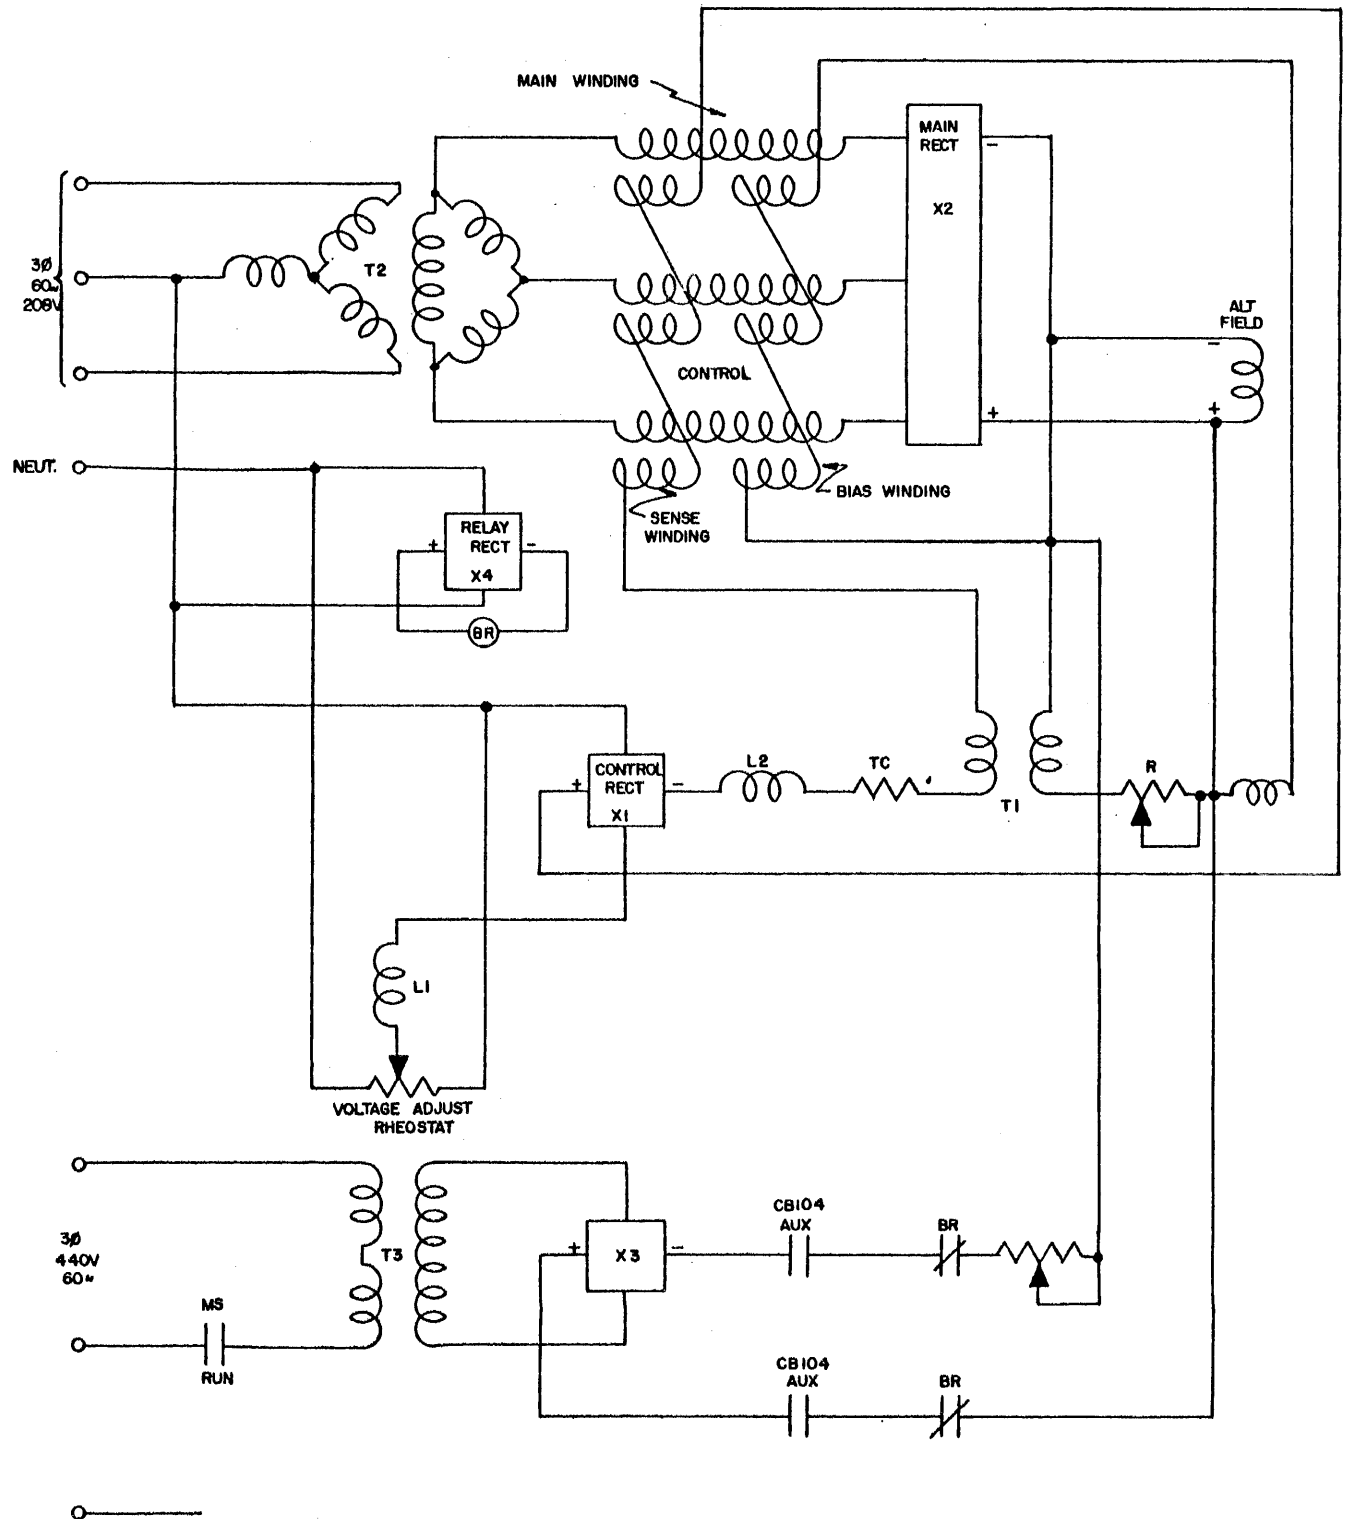 MAIN WINDING
MAIN
RECT
X2
-
+
3Ø
60~
208V
T2
ALT
FIELD
-
+
CONTROL
NEUT.
BIAS WINDING
SENSE
WINDING
RELAY
RECT
X4
+
-
BR
CONTROL
RECT
X1
+
-
L2
TC
T1
R
L1
VOLTAGE ADJUST
RHEOSTAT
3Ø
440V
60~
T3
X3
+
-
CB104
AUX
BR
MS
RUN
CB104
AUX
BR